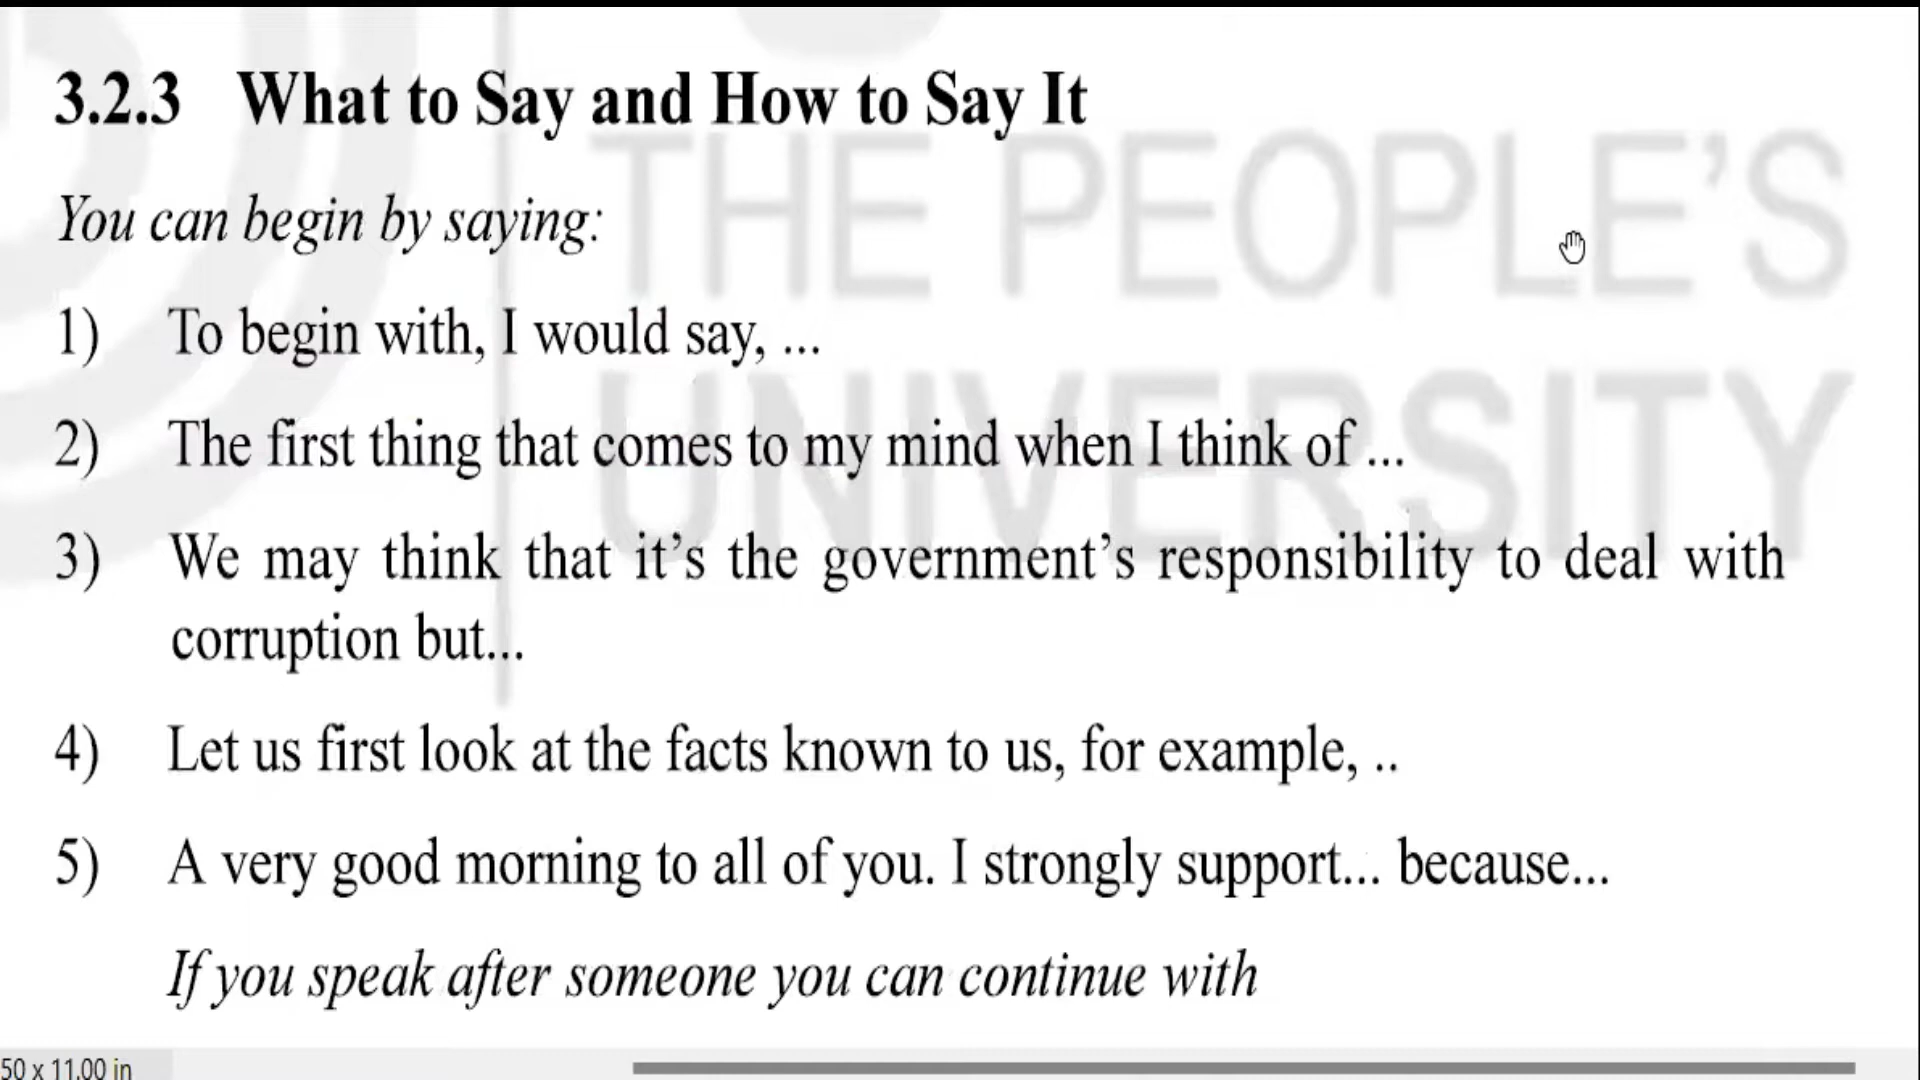 3.2.3 What to Say and How to Say It
THE PEOPLE'S
UNIVERSITY
You can begin by saying:
1) To begin with, I would say, ...
2) The first thing that comes to my mind when I think of ...
3) We may think that it's the government's responsibility to deal with
corruption but...
4) Let us first look at the facts known to us, for example, ..
5) A very good morning to all of you. I strongly support... because...
If you speak after someone you can continue with
50 x 11.00 in